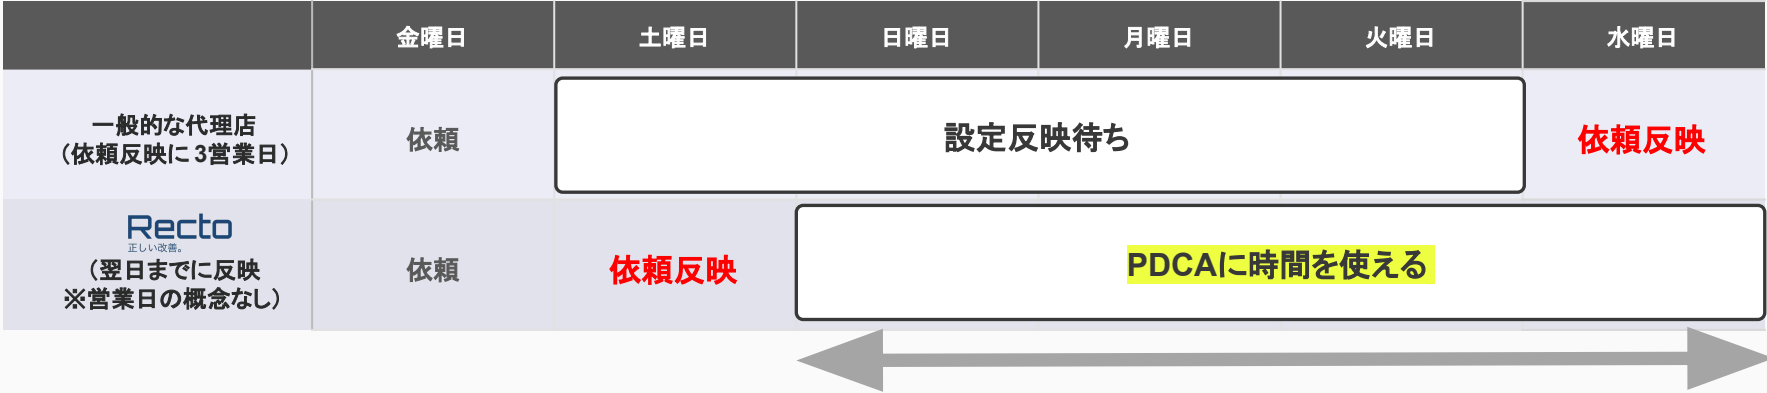 金曜日 土曜日 日曜日 月曜日 火曜日 水曜日
一般的な代理店
（依頼反映に3営業日）
依頼
設定反映待ち
依頼反映
Recto
正しい改善。
（翌日までに反映
※営業日の概念なし）
依頼
依頼反映
PDCAに時間を使える